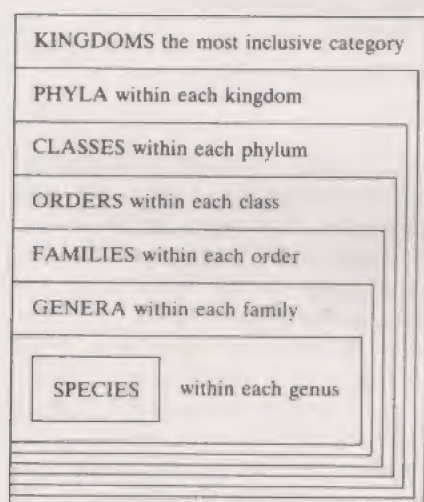 KINGDOMS the most inclusive category
PHYLA within each kingdom
CLASSES within each phylum
ORDERS within each class
FAMILIES within each order
GENERA within each family
SPECIES within each genus